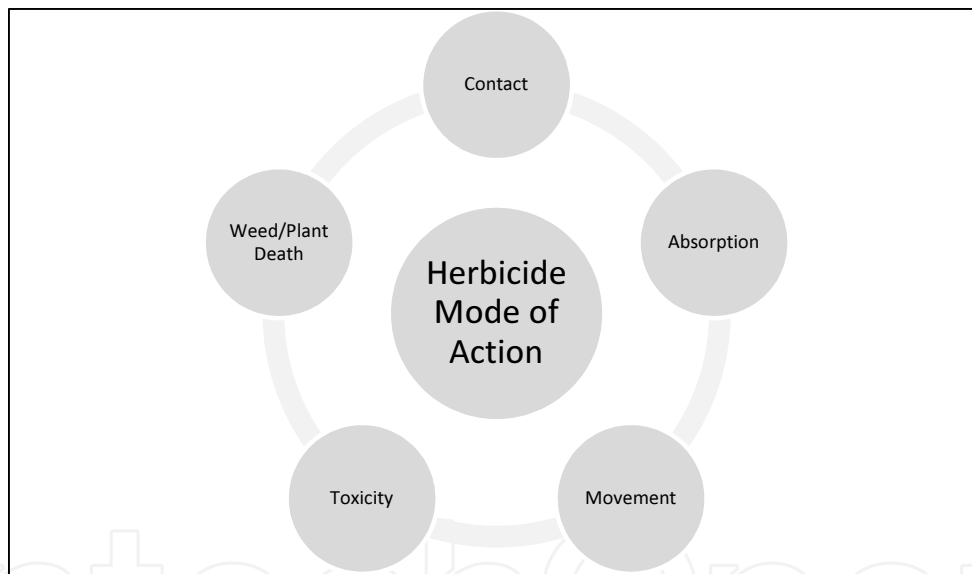 Contact
Absorption
Movement
Toxicity
Weed/Plant
Death
Herbicide
Mode of
Action